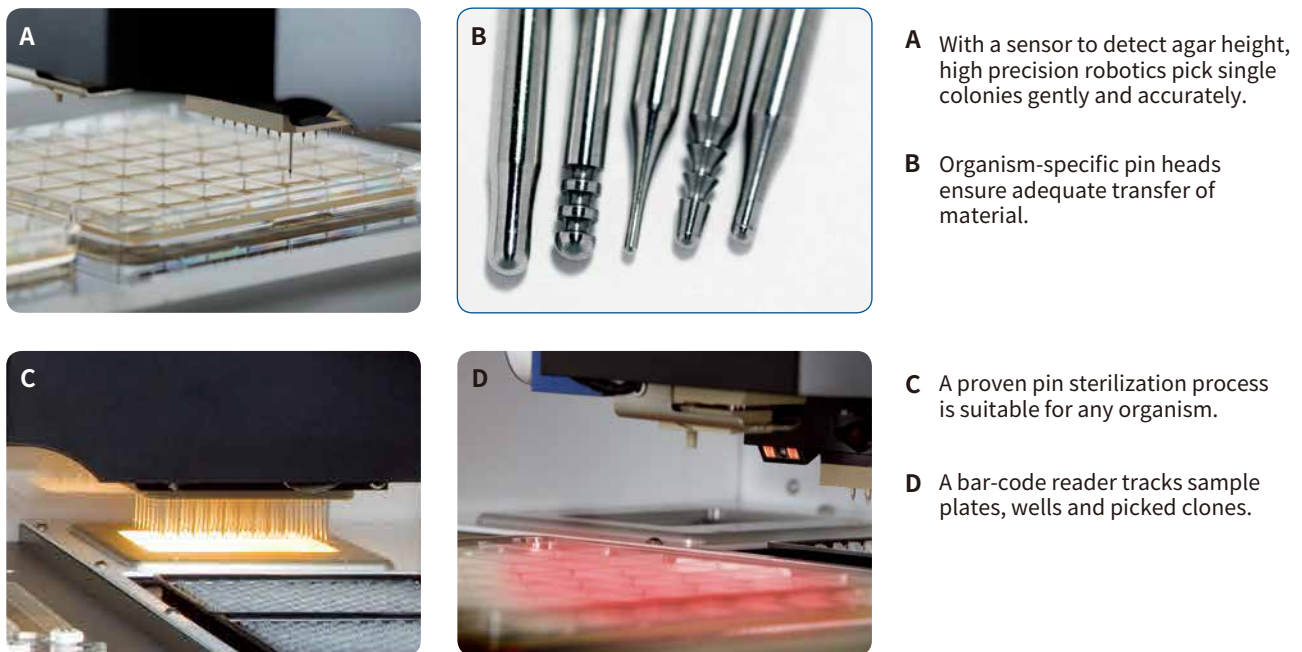 A
B
A With a sensor to detect agar height,
high precision robotics pick single
colonies gently and accurately.
B Organism-specific pin heads
ensure adequate transfer of
material.
C
D
C A proven pin sterilization process
is suitable for any organism.
D A bar-code reader tracks sample
plates, wells and picked clones.